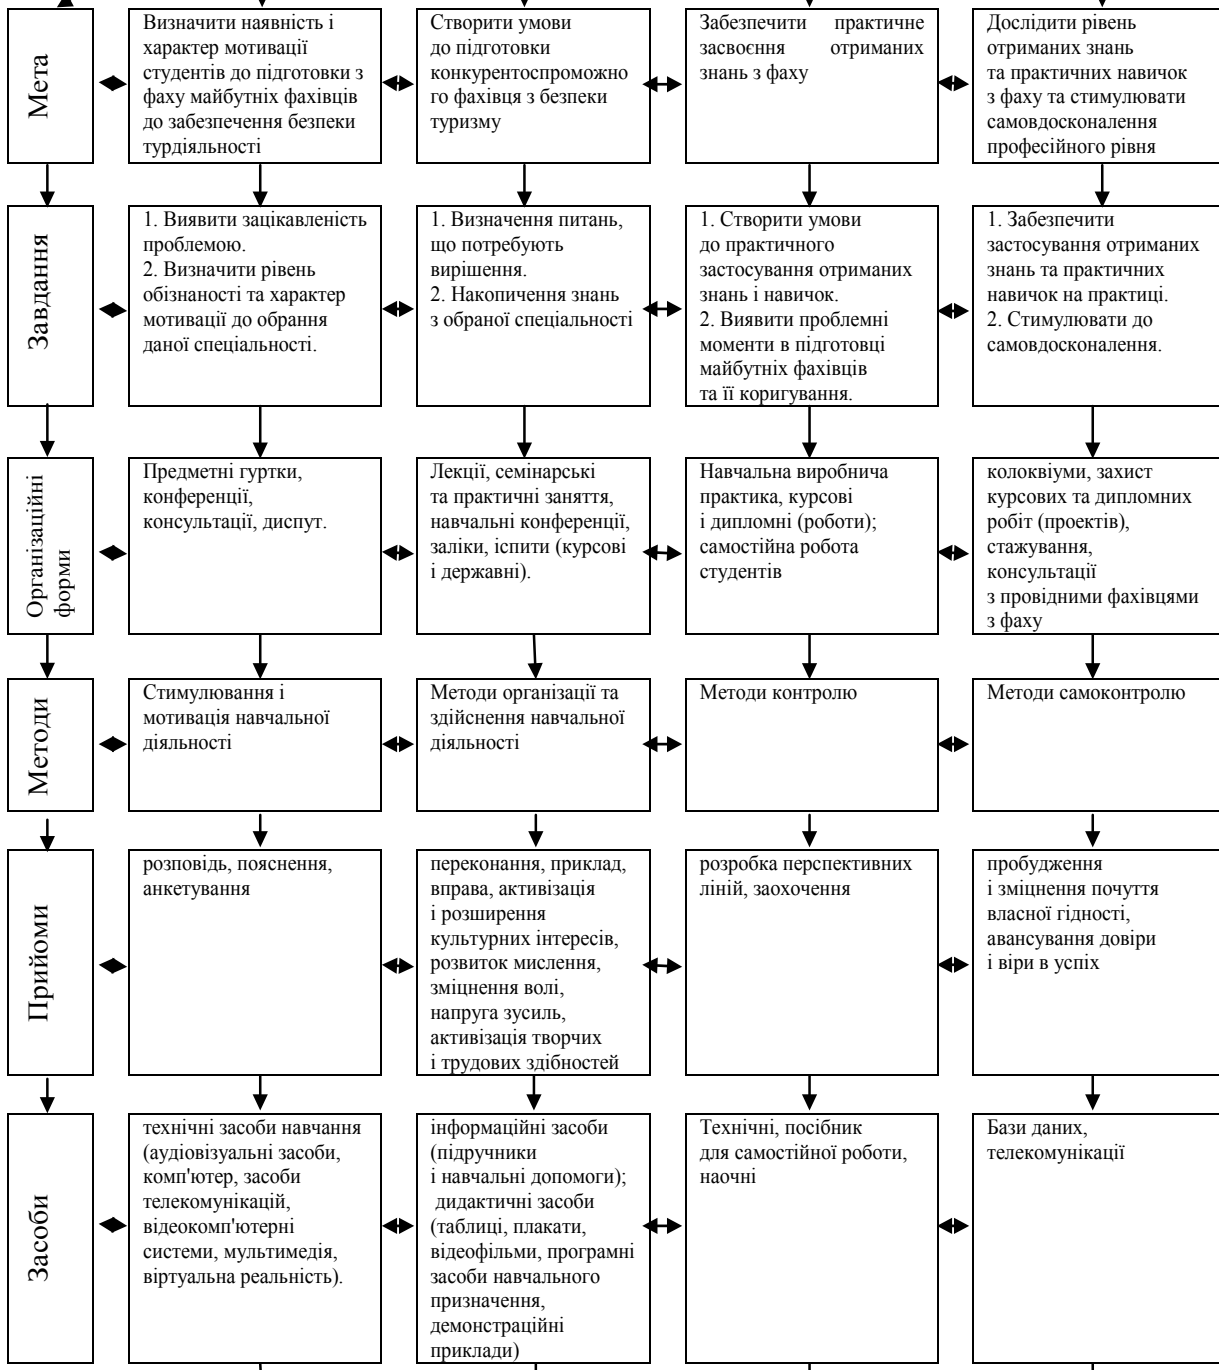 Мета
Визначити наявність і
характер мотивації
студентів до підготовки з
фаху майбутніх фахівців
до забезпечення безпеки
турдіяльності
Створити умови
до підготовки
конкурентоспроможно
го фахівця з безпеки
туризму
Забезпечити практичне
засвоєння отриманих
знань з фаху
Дослідити рівень
отриманих знань
та практичних навичок
з фаху та стимулювати
самовдосконалення
професійного рівня
Завдання
1. Виявити зацікавленість
проблемою.
2. Визначити рівень
обізнаності та характер
мотивації до обрання
даної спеціальності.
1. Визначення питань,
що потребують
вирішення.
2. Накопичення знань
з обраної спеціальності
1. Створити умови
до практичного
застосування отриманих
знань і навичок.
2. Виявити проблемні
моменти в підготовці
майбутніх фахівців
та її коригування.
1. Забезпечити
застосування отриманих
знань та практичних
навичок на практиці.
2. Стимулювати до
самовдосконалення.
Організаційні
форми
Предметні гуртки,
конференції,
консультації, диспут.
Лекції, семінарські
та практичні заняття,
навчальні конференції,
заліки, іспити (курсові
і державні).
Навчальна виробнича
практика, курсові
і дипломні (роботи);
самостійна робота
студентів
колоквіуми, захист
курсових та дипломних
робіт (проектів),
стажування,
консультації
з провідними фахівцями
з фаху
Методи
Стимулювання і
мотивація навчальної
діяльності
Методи організації та
здійснення навчальної
діяльності
Методи контролю
Методи самоконтролю
Прийоми
розповідь, пояснення,
анкетування
переконання, приклад,
вправа, активізація
і розширення
культурних інтересів,
розвиток мислення,
зміцнення волі,
напруга зусиль,
активізація творчих
і трудових здібностей
розробка перспективних
ліній, заохочення
пробудження
і зміцнення почуття
власної гідності,
авансування довіри
і віри в успіх
Засоби
технічні засоби навчання
(аудіовізуальні засоби,
комп'ютер, засоби
телекомунікацій,
відеокомп'ютерні
системи, мультимедія,
віртуальна реальність).
інформаційні засоби
(підручники
і навчальні допомоги);
дидактичні засоби
(таблиці, плакати,
відеофільми, програмні
засоби навчального
призначення,
демонстраційні
приклади)
Технічні, посібник
для самостійної роботи,
наочні
Бази даних,
телекомунікації